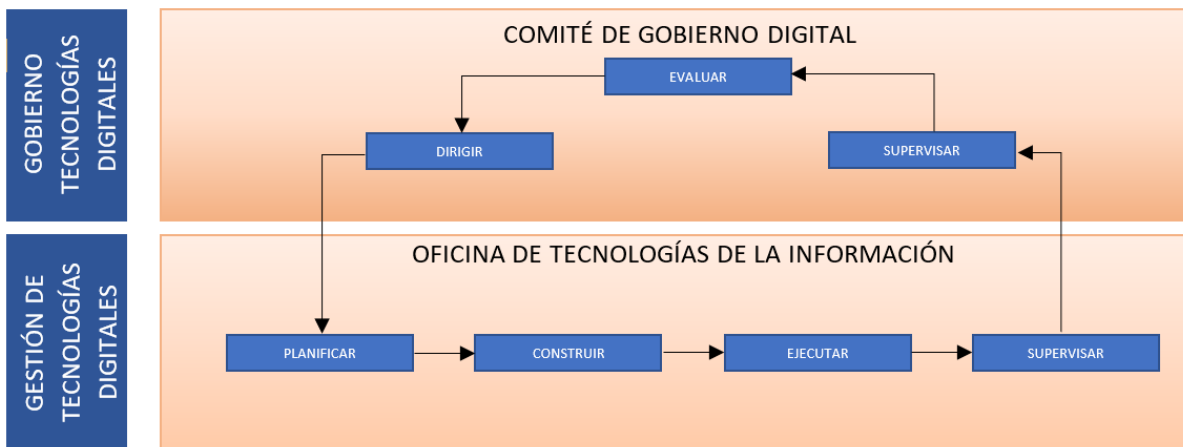 GOBIERNO
TECNOLOGÍAS
DIGITALES
COMITÉ DE GOBIERNO DIGITAL
EVALUAR
DIRIGIR
SUPERVISAR
GESTIÓN DE
TECNOLOGÍAS
DIGITALES
OFICINA DE TECNOLOGÍAS DE LA INFORMACIÓN
PLANIFICAR
CONSTRUIR
EJECUTAR
SUPERVISAR